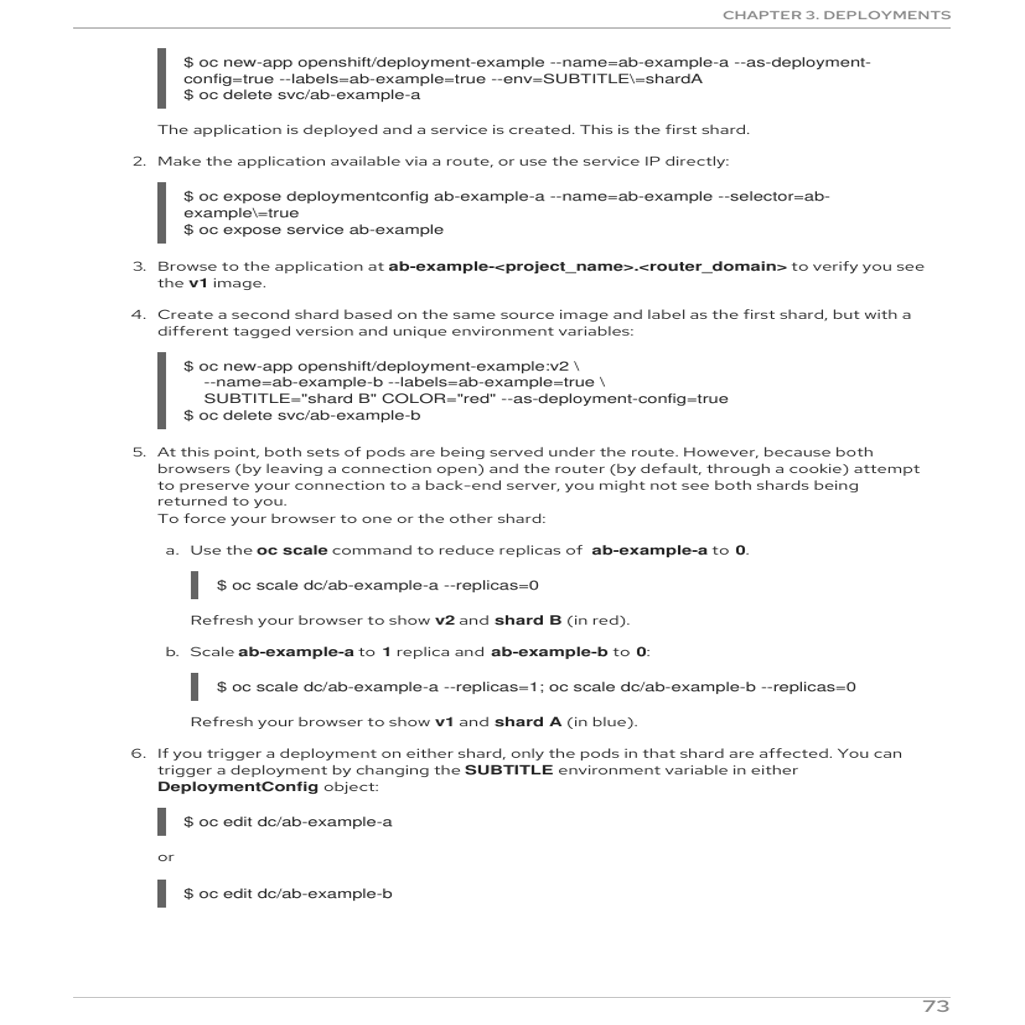 CHAPTER 3. DEPLOYMENTS
$ oc new-app openshift/deployment-example --name=ab-example-a --as-deployment-
config=true --labels=ab-example=true --env=SUBTITLE\=shardA
$ oc delete svc/ab-example-a
The application is deployed and a service is created. This is the first shard.
2. Make the application available via a route, or use the service IP directly:
$ oc expose deploymentconfig ab-example-a --name=ab-example --selector=ab-
example\=true
$ oc expose service ab-example
3. Browse to the application at ab-example-<project_name>.<router_domain> to verify you see
the v1 image.
4. Create a second shard based on the same source image and label as the first shard, but with a
different tagged version and unique environment variables:
$ oc new-app openshift/deployment-example:v2 \
--name=ab-example-b --labels=ab-example=true \
SUBTITLE="shard B" COLOR="red" --as-deployment-config=true
$ oc delete svc/ab-example-b
5. At this point, both sets of pods are being served under the route. However, because both
browsers (by leaving a connection open) and the router (by default, through a cookie) attempt
to preserve your connection to a back-end server, you might not see both shards being
returned to you.
To force your browser to one or the other shard:
a. Use the oc scale command to reduce replicas of ab-example-a to 0.
$ oc scale dc/ab-example-a --replicas=0
Refresh your browser to show v2 and shard B (in red).
b. Scale ab-example-a to 1 replica and ab-example-b to 0:
$ oc scale dc/ab-example-a --replicas=1; oc scale dc/ab-example-b --replicas=0
Refresh your browser to show v1 and shard A (in blue).
6. If you trigger a deployment on either shard, only the pods in that shard are affected. You can
trigger a deployment by changing the SUBTITLE environment variable in either
DeploymentConfig object:
$ oc edit dc/ab-example-a
or
$ oc edit dc/ab-example-b
73